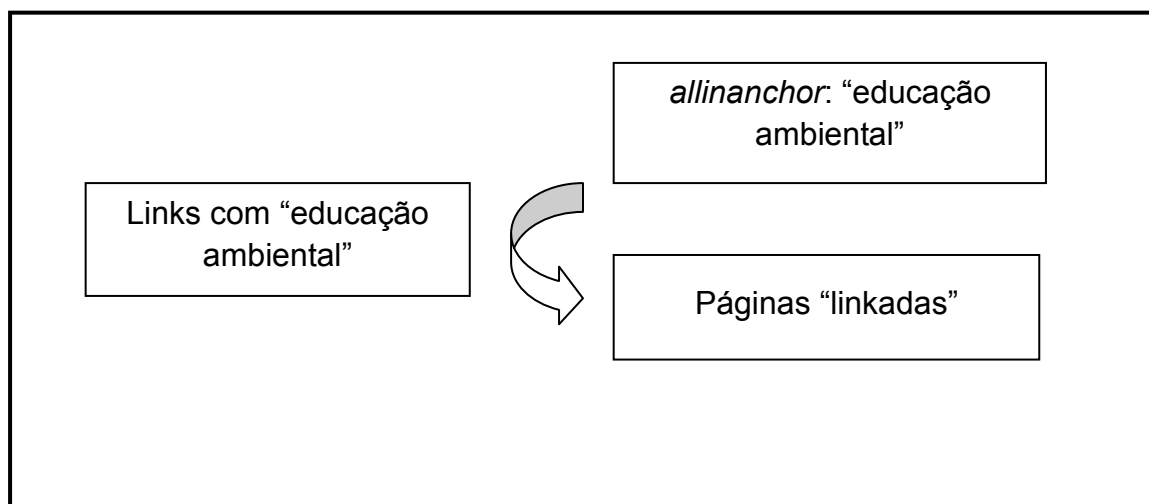 allinanchor: “educação
ambiental”
Links com “educação
ambiental”
Páginas “linkadas”